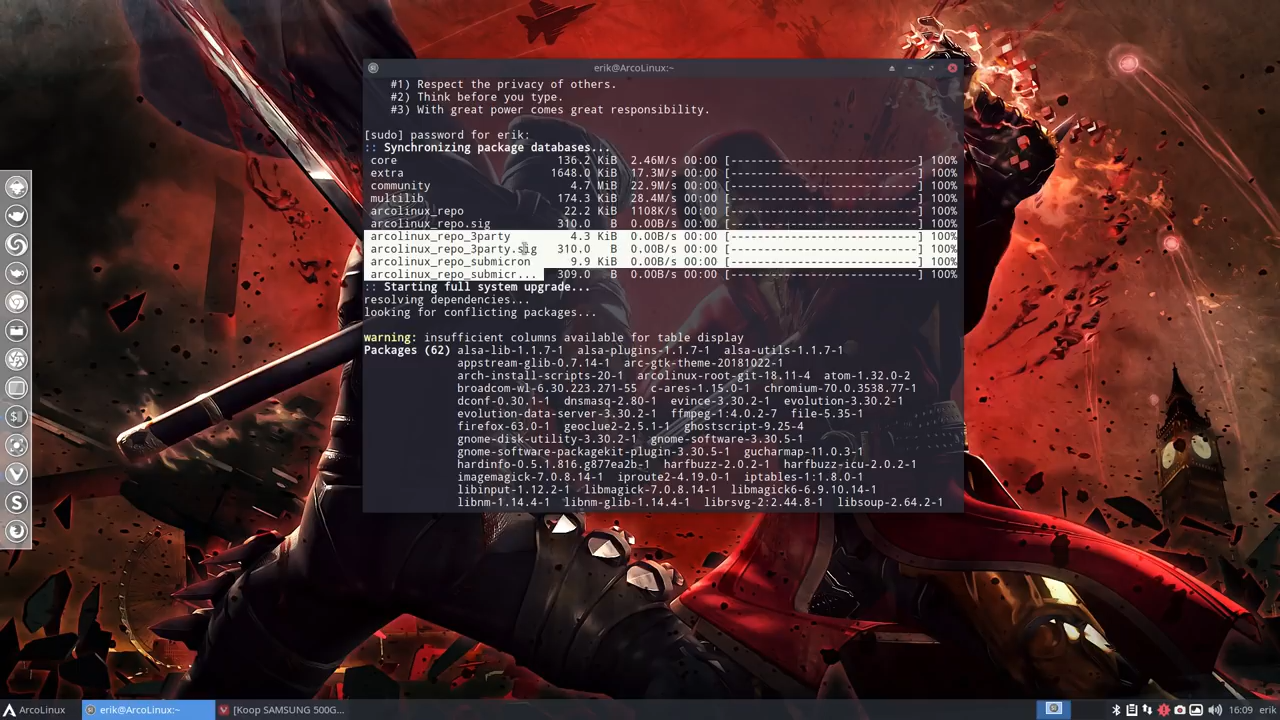 erik@ArcoLinux:~
#1) Respect the privacy of others.
#2) Think before you type.
#3) With great power comes great responsibility.
[sudo] password for erik:
:: Synchronizing package databases...
core 136.2 KiB 2.46M/s 00:00 [----------------------------] 100%
extra 1648.0 KiB 17.3M/s 00:00 [----------------------------] 100%
community 4.7 MiB 22.9M/s 00:00 [----------------------------] 100%
multilib 174.3 KiB 28.4M/s 00:00 [----------------------------] 100%
arcolinux_repo 22.2 KiB 1108K/s 00:00 [----------------------------] 100%
arcolinux_repo.sig 310.0 B 0.00B/s 00:00 [----------------------------] 100%
arcolinux_repo_3party 4.3 KiB 0.00B/s 00:00 [----------------------------] 100%
arcolinux_repo_3party.sig 310.0 B 0.00B/s 00:00 [----------------------------] 100%
arcolinux_repo_submicron 9.9 KiB 0.00B/s 00:00 [----------------------------] 100%
arcolinux_repo_submicr... 309.0 B 0.00B/s 00:00 [----------------------------] 100%
:: Starting full system upgrade...
resolving dependencies...
looking for conflicting packages...
warning: insufficient columns available for table display
Packages (62) alsa-lib-1.1.7-1 alsa-plugins-1.1.7-1 alsa-utils-1.1.7-1
appstream-glib-0.7.14-1 arc-gtk-theme-20181022-1
arch-install-scripts-20-1 arcolinux-root-git-18.11-4 atom-1.32.0-2
broadcom-wl-6.30.223.271-55 c-ares-1.15.0-1 chromium-70.0.3538.77-1
dconf-0.30.1-1 dnsmasq-2.80-1 evince-3.30.2-1 evolution-3.30.2-1
evolution-data-server-3.30.2-1 ffmpeg-1:4.0.2-7 file-5.35-1
firefox-63.0-1 geoclue2-2.5.1-1 ghostscript-9.25-4
gnome-disk-utility-3.30.2-1 gnome-software-3.30.5-1
gnome-software-packagekit-plugin-3.30.5-1 gucharmap-11.0.3-1
hardinfo-0.5.1.816.g877ea2b-1 harfbuzz-2.0.2-1 harfbuzz-icu-2.0.2-1
imagemagick-7.0.8.14-1 iproute2-4.19.0-1 iptables-1:1.8.0-1
libinput-1.12.2-1 libmagick-7.0.8.14-1 libmagick6-6.9.10.14-1
libnm-1.14.4-1 libnm-glib-1.14.4-1 librsvg-2:2.44.8-1 libsoup-2.64.2-1
ArcoLinux erik@ArcoLinux:~ [Koop SAMSUNG 500G... 16:09 erik